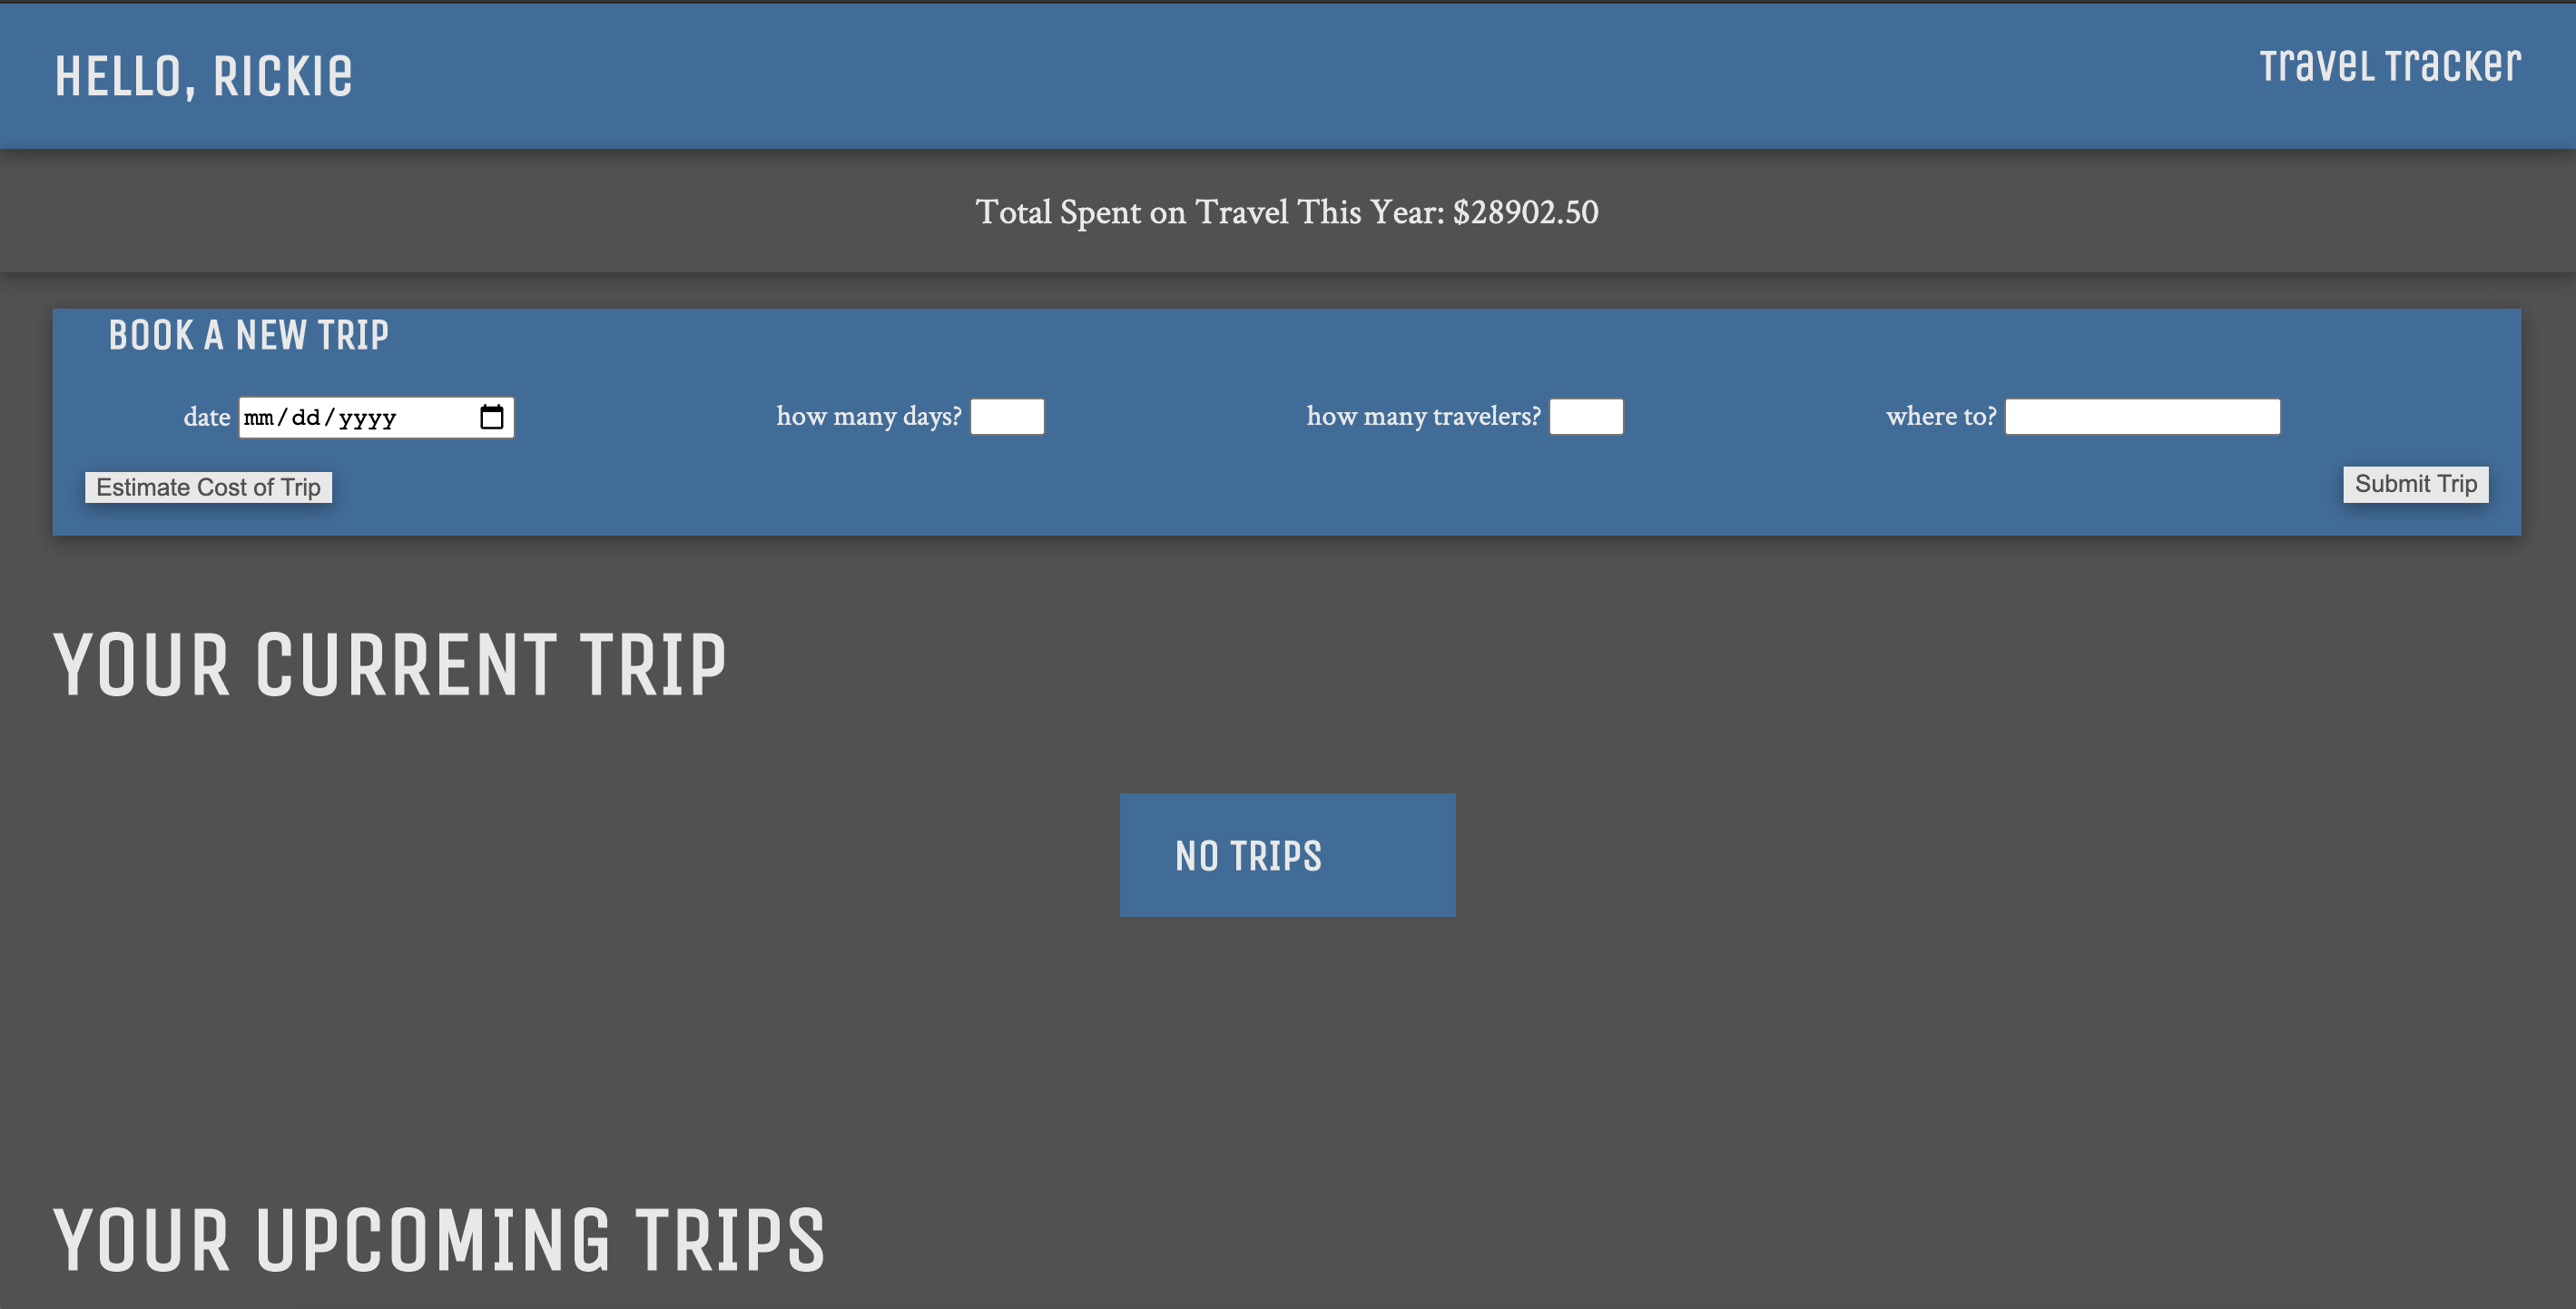 HELLO, RICKIe
Travel Tracker
Total Spent on Travel This Year: $28902.50
BOOK A NEW TRIP
date mm/dd/yyyy how many days? how many travelers? where to?
Estimate Cost of Trip Submit Trip
YOUR CURRENT TRIP
NO TRIPS
YOUR UPCOMING TRIPS